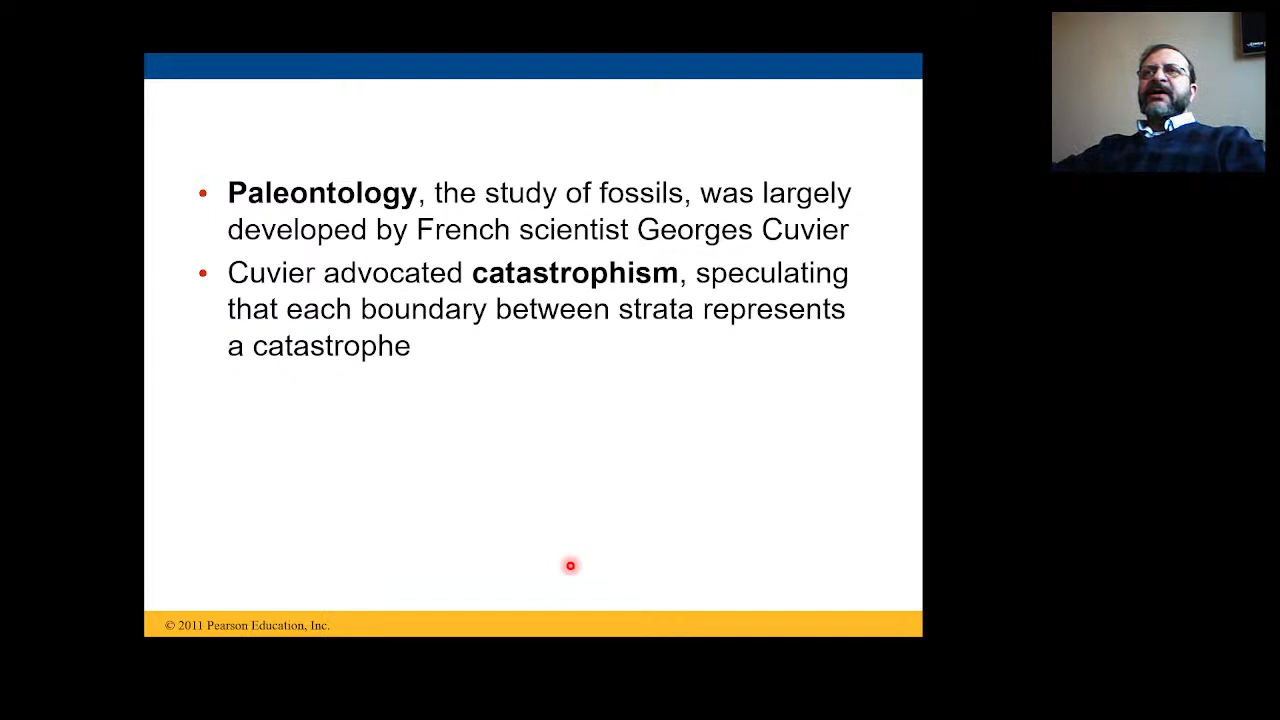 • Paleontology, the study of fossils, was largely
developed by French scientist Georges Cuvier
• Cuvier advocated catastrophism, speculating
that each boundary between strata represents
a catastrophe
© 2011 Pearson Education, Inc.